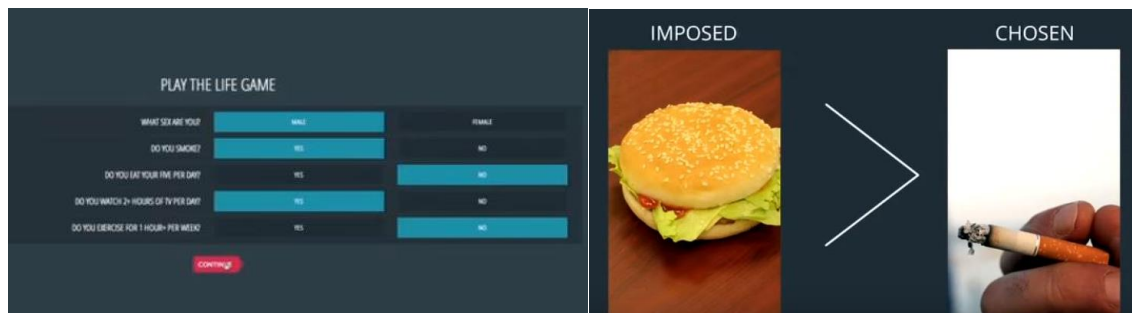 PLAY THE LIFE GAME
WHAT SEX ARE YOU? MALE FEMALE
DO YOU SMOKE? YES NO
DO YOU EAT YOUR FIVE PER DAY? YES NO
DO YOU WATCH 2+ HOURS OF TV PER DAY? YES NO
DO YOU EXERCISE FOR 1 HOUR+ PER WEEK? YES NO
CONTINUE
IMPOSED CHOSEN